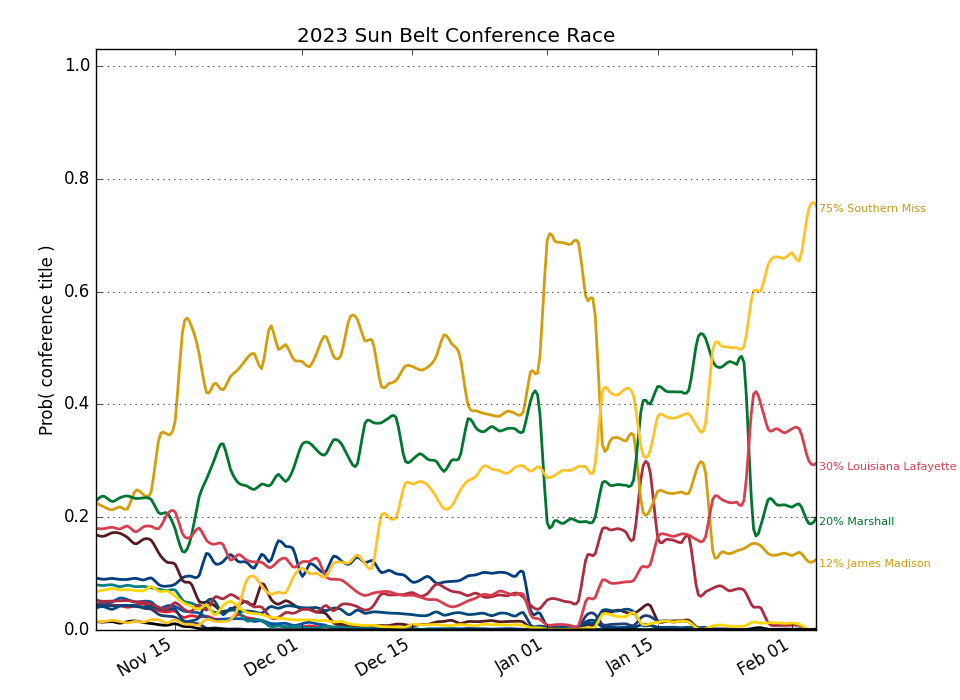 2023 Sun Belt Conference Race
Prob( conference title )
1.0
0.8
0.6
0.4
0.2
0.0
75% Southern Miss
30% Louisiana Lafayette
20% Marshall
12% James Madison
Nov 15
Dec 01
Dec 15
Jan 01
Jan 15
Feb 01